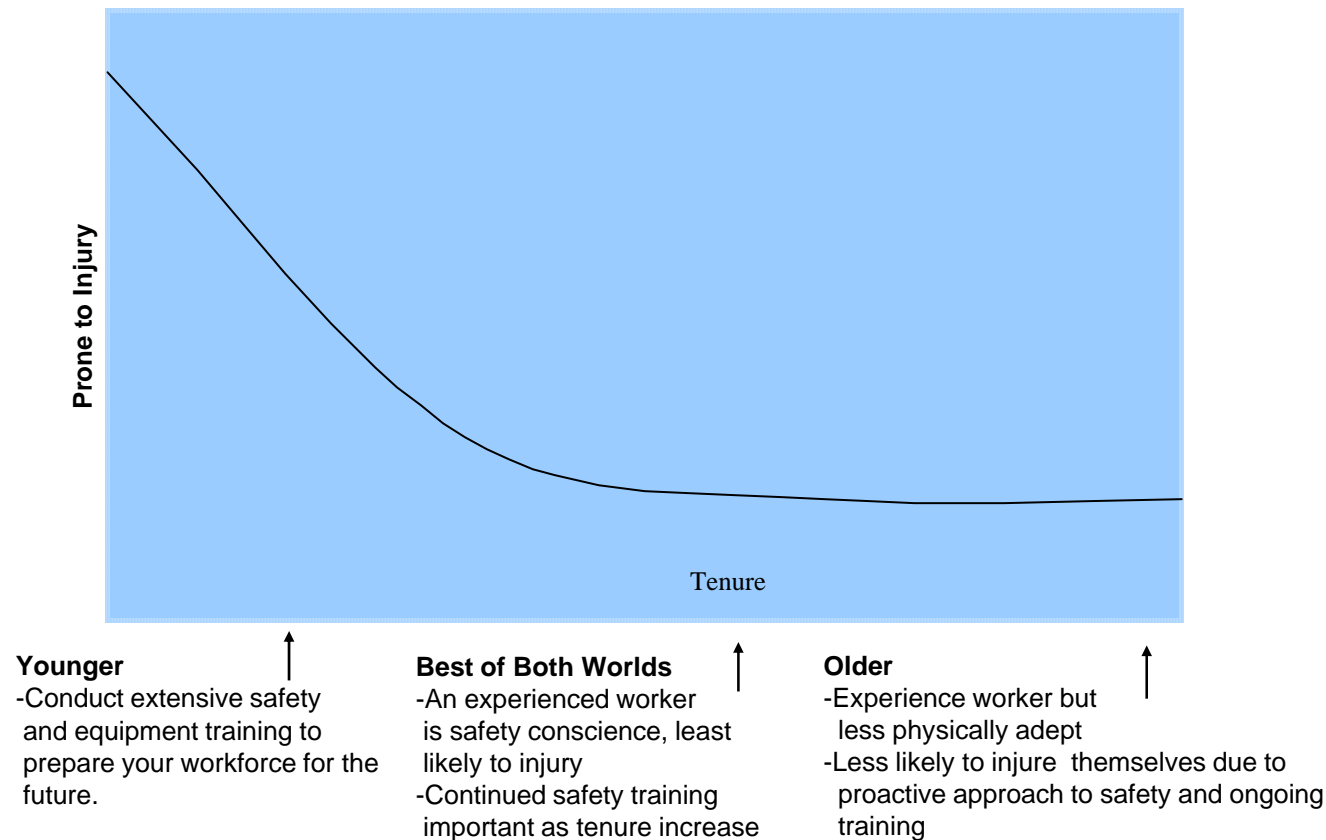 Prone to Injury
Tenure
Younger
-Conduct extensive safety
and equipment training to
prepare your workforce for the
future.
Best of Both Worlds
-An experienced worker
is safety conscience, least
likely to injury
-Continued safety training
important as tenure increase
Older
-Experience worker but
less physically adept
-Less likely to injure themselves due to
proactive approach to safety and ongoing
training